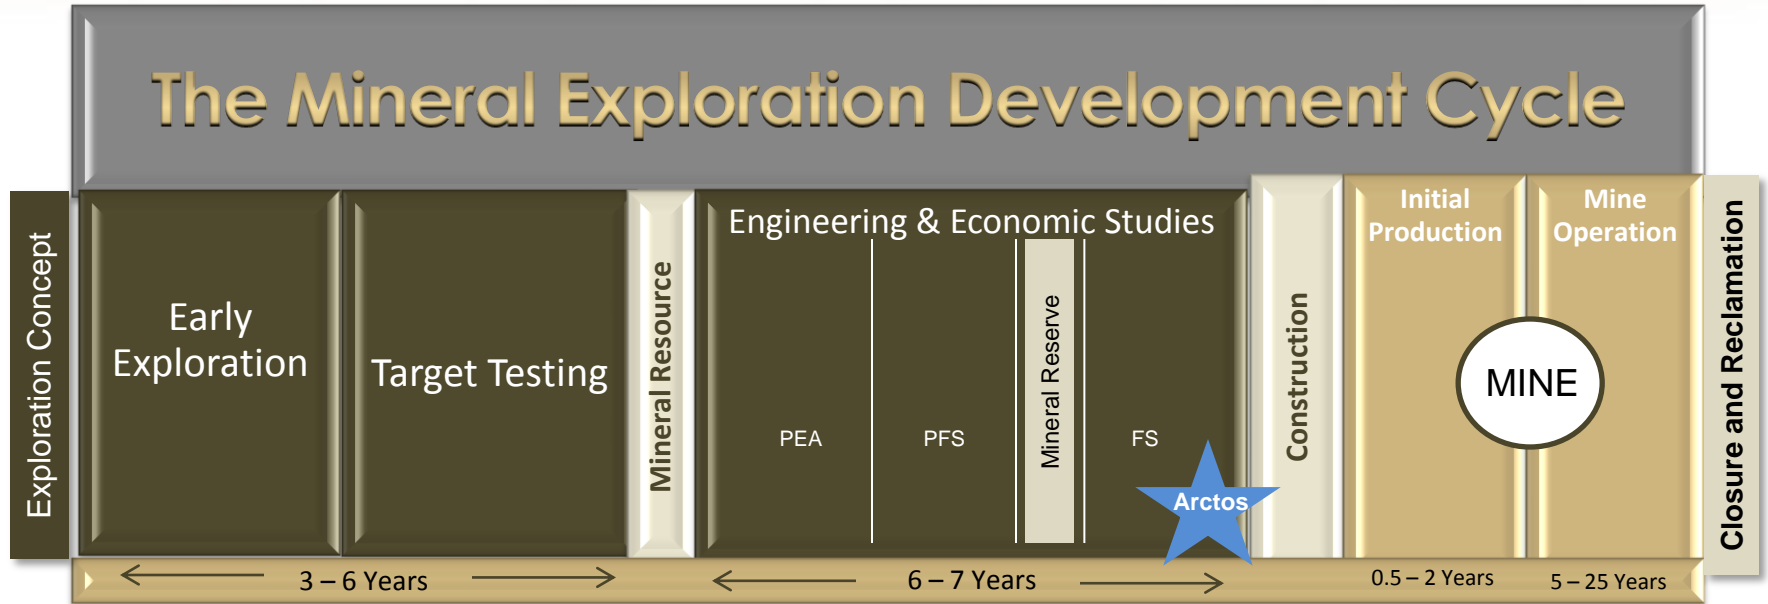 The Mineral Exploration Development Cycle
Exploration Concept
Early
Exploration
Target Testing
Mineral Resource
Engineering & Economic Studies
PEA
PFS
Mineral Reserve
FS
Arctos
Construction
Initial
Production
Mine
Operation
MINE
Closure and Reclamation
3 – 6 Years
6 – 7 Years
0.5 – 2 Years
5 – 25 Years